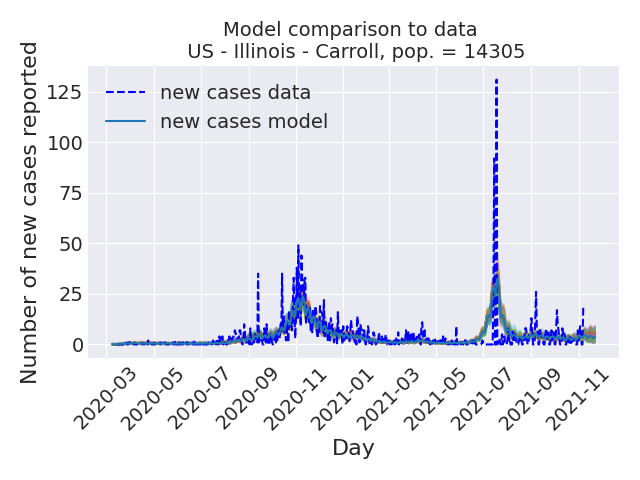 Model comparison to data
US - Illinois - Carroll, pop. = 14305
Number of new cases reported
125
100
75
50
25
0
new cases data
new cases model
2020-03
2020-05
2020-07
2020-09
2020-11
2021-01
2021-03
2021-05
2021-07
2021-09
2021-11
Day